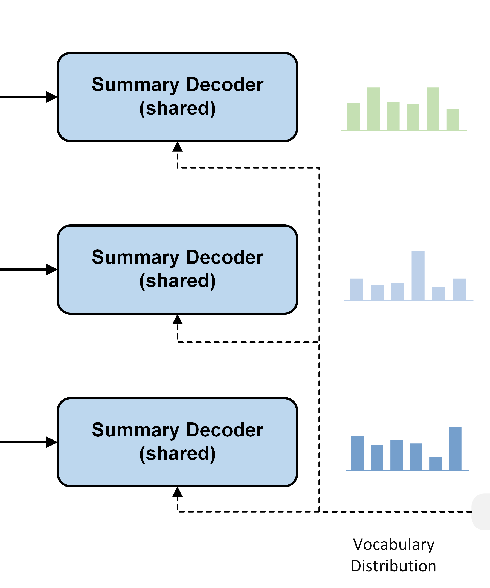 Summary Decoder
(shared)
Summary Decoder
(shared)
Summary Decoder
(shared)
Vocabulary
Distribution